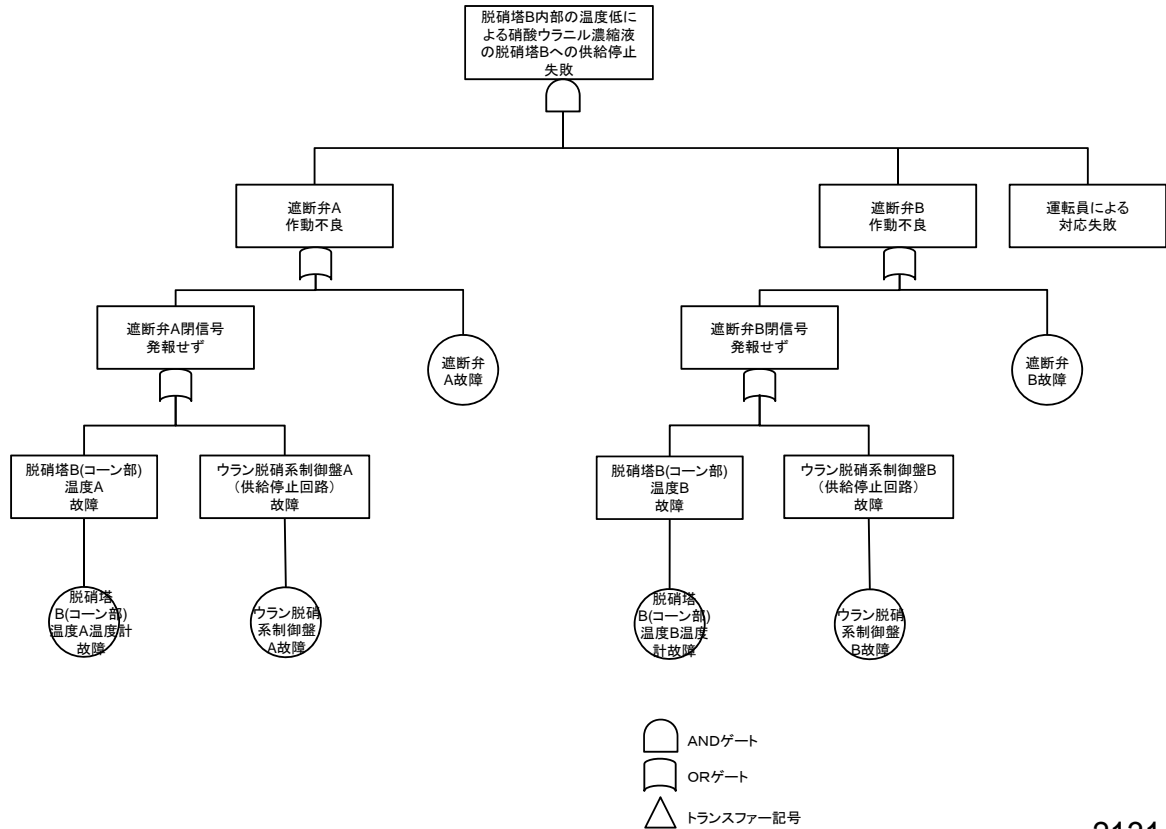 脱硝塔B内部の温度低に
よる硝酸ウラニル濃縮液
の脱硝塔Bへの供給停止
失敗
遮断弁A
作動不良
遮断弁B
作動不良
運転員による
対応失敗
遮断弁A閉信号
発報せず
遮断弁
A故障
遮断弁B閉信号
発報せず
遮断弁
B故障
脱硝塔B(コーン部)
温度A
故障
ウラン脱硝系制御盤A
（供給停止回路）
故障
脱硝塔B(コーン部)
温度B
故障
ウラン脱硝系制御盤B
（供給停止回路）
故障
脱硝塔
B(コーン部)
温度A温度計
故障
ウラン脱硝
系制御盤
A故障
脱硝塔
B(コーン部)
温度B温度
計故障
ウラン脱硝
系制御盤
B故障
ANDゲート
ORゲート
トランスファー記号